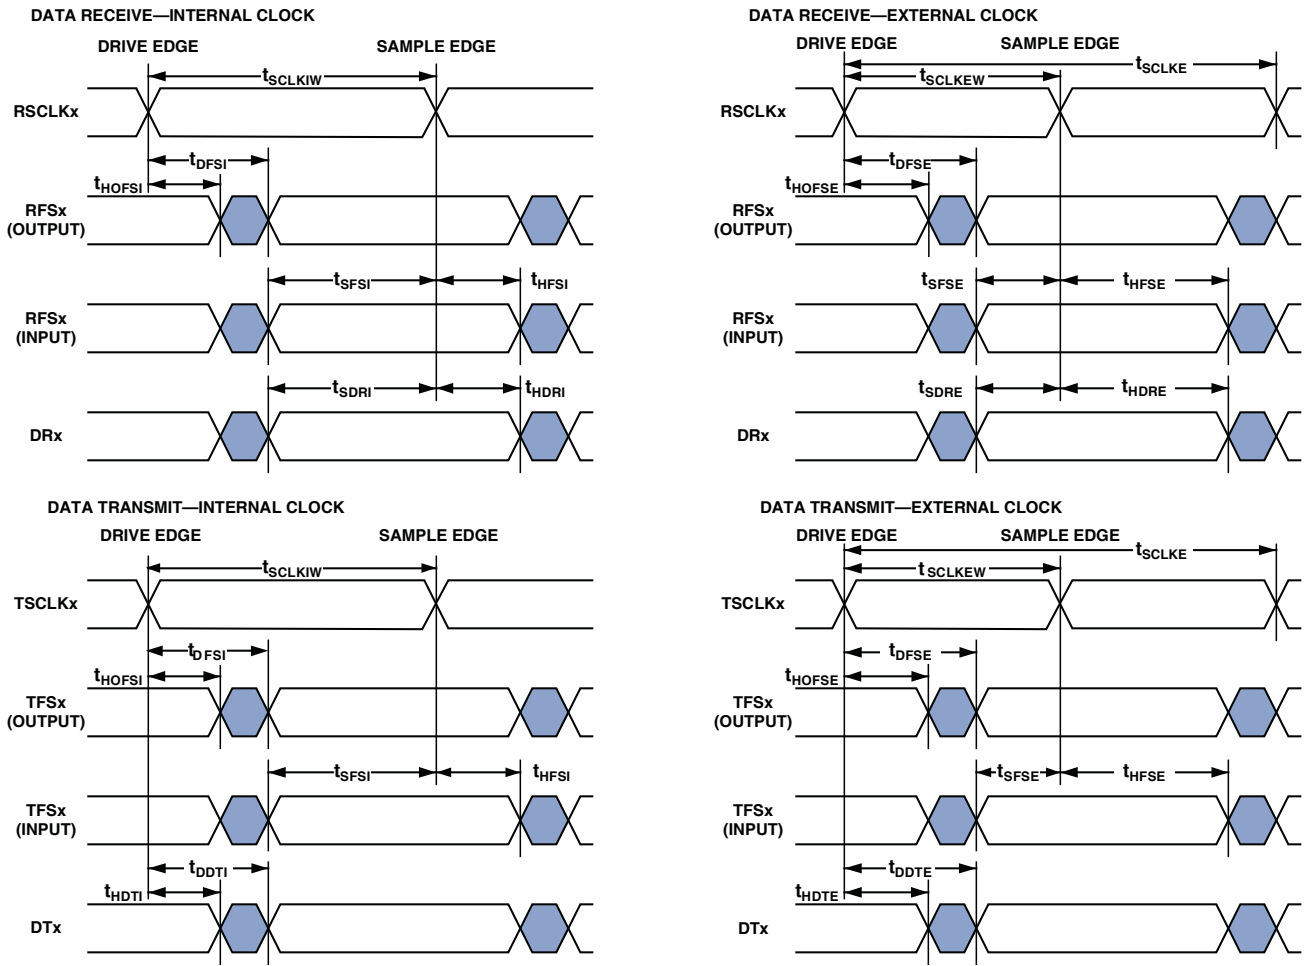 DATA RECEIVE—INTERNAL CLOCK
DRIVE EDGE
SAMPLE EDGE
tSCLKIW
RSCLKx
tDFSI
tHOFSI
RFSx
(OUTPUT)
tSFSI
tHFSI
RFSx
(INPUT)
tSDRI
tHDRI
DRx
DATA RECEIVE—EXTERNAL CLOCK
DRIVE EDGE
SAMPLE EDGE
tSCLKE
tSCLKEW
RSCLKx
tDFSE
tHOFSE
RFSx
(OUTPUT)
tSFSE
tHFSE
RFSx
(INPUT)
tSDRE
tHDRE
DRx
DATA TRANSMIT—INTERNAL CLOCK
DRIVE EDGE
SAMPLE EDGE
tSCLKIW
TSCLKx
tDFSI
tHOFSI
TFSx
(OUTPUT)
tSFSI
tHFSI
TFSx
(INPUT)
tDDTI
tHDTI
DTx
DATA TRANSMIT—EXTERNAL CLOCK
DRIVE EDGE
SAMPLE EDGE
tSCLKE
tSCLKEW
TSCLKx
tDFSE
tHOFSE
TFSx
(OUTPUT)
tSFSE
tHFSE
TFSx
(INPUT)
tDDTE
tHDTE
DTx